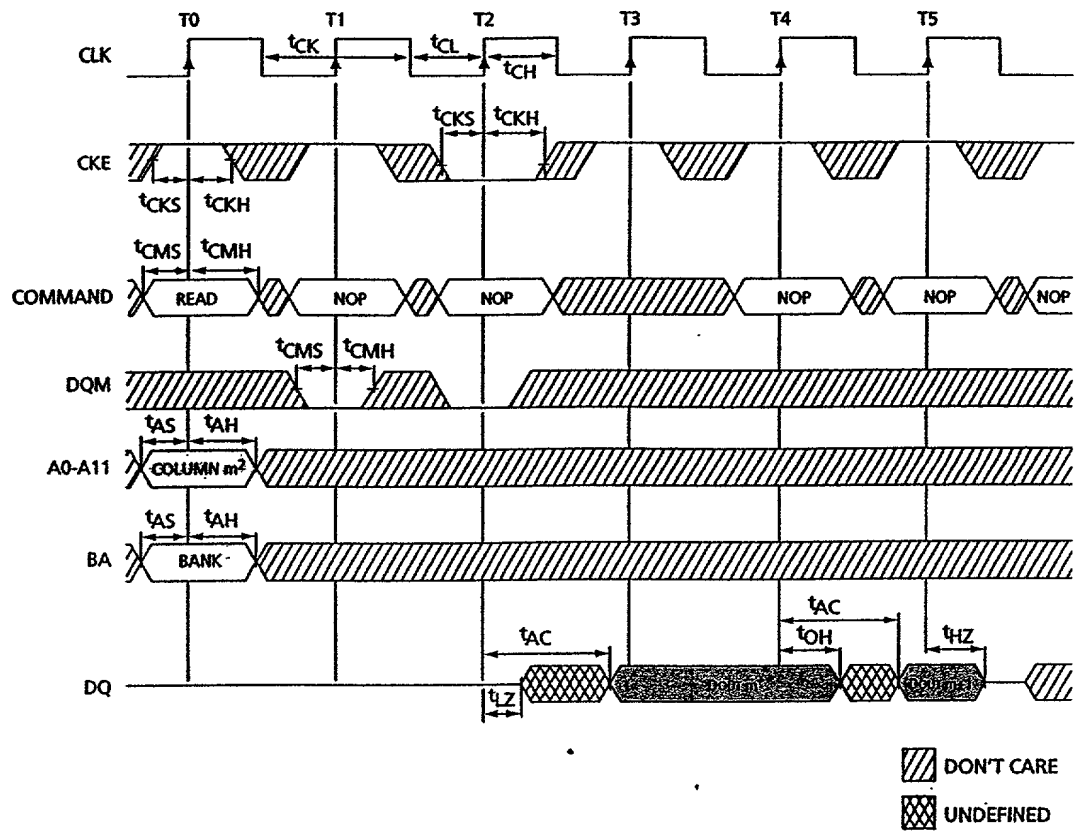 T0 T1 T2 T3 T4 T5
CLK
tCK tCL
tCH
tCKS tCKH
CKE
tCKS tCKH
tCMS tCMH
COMMAND READ NOP NOP NOP NOP NOP
tCMS tCMH
DQM
tAS tAH
A0-A11 COLUMN m2
tAS tAH
BA BANK
tAC tAC
tOH tHZ
DQ
tLZ
DON'T CARE
UNDEFINED